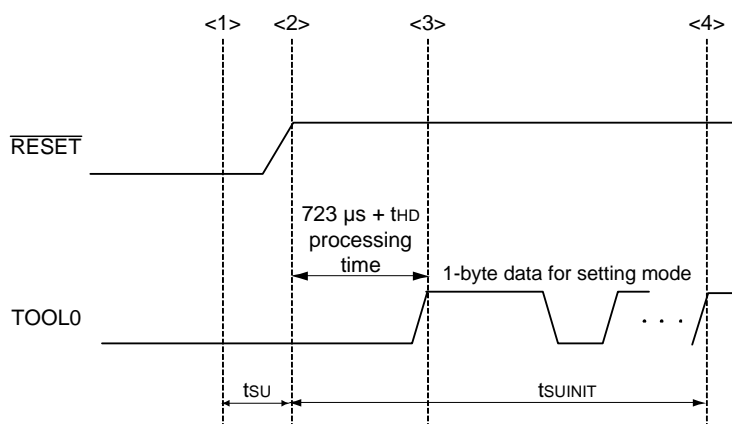 <1> <2> <3> <4>
RESET
723 µs + tHD
processing
time
1-byte data for setting mode
TOOL0
. . .
tSU
tSUINIT